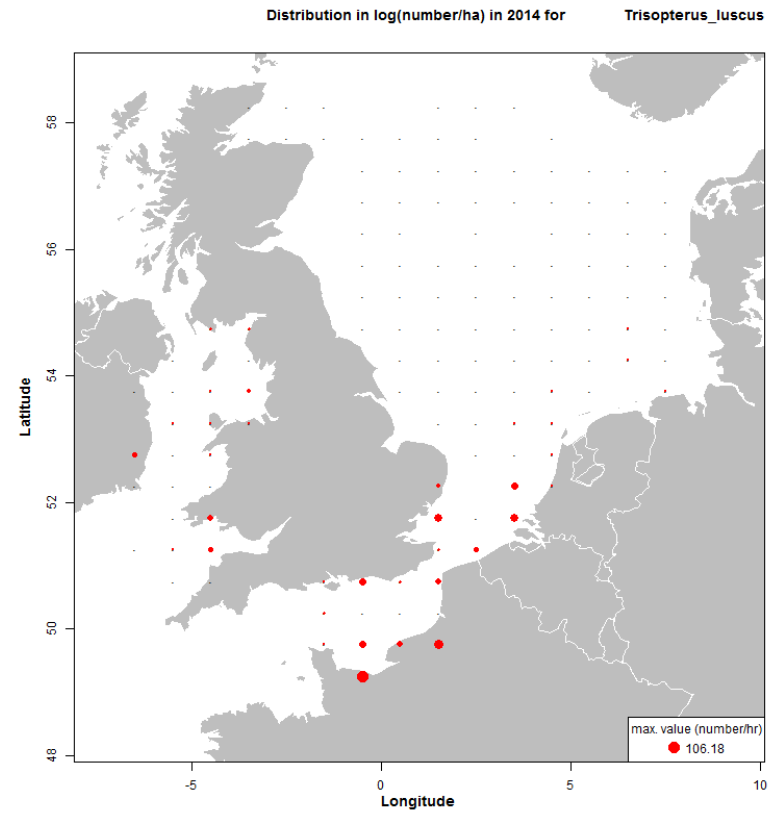 Distribution in log(number/ha) in 2014 for Trisopterus_luscus
58
56
54
52
50
48
Latitude
-5 0 5 10
Longitude
max. value (number/hr)
106.18